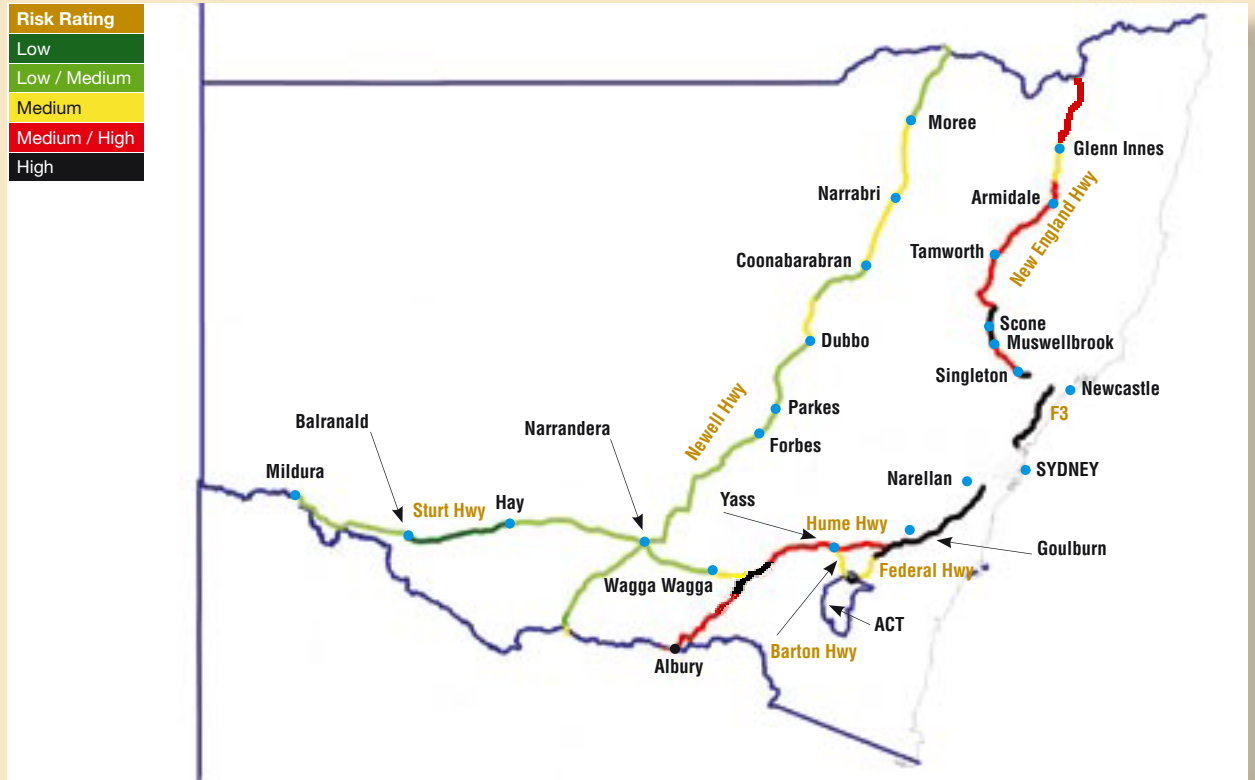 Risk Rating
Low
Low / Medium
Medium
Medium / High
High
Moree
Glenn Innes
Narrabri
Armidale
New England Hwy
Coonabarabran
Tamworth
Scone
Dubbo
Muswellbrook
Singleton
Newcastle
Parkes
F3
Newell Hwy
Balranald
Narrandera
Forbes
Mildura
SYDNEY
Narellan
Sturt Hwy
Hay
Yass
Hume Hwy
Goulburn
Wagga Wagga
Federal Hwy
ACT
Barton Hwy
Albury